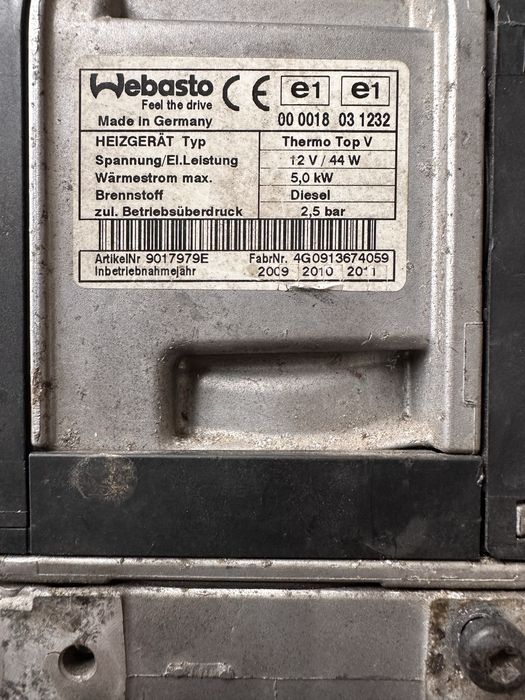 Webasto CE e1 e1
Feel the drive
Made in Germany 00 0018 03 1232
HEIZGERÄT Typ Thermo Top V
Spannung/El.Leistung 12 V / 44 W
Wärmestrom max. 5,0 kW
Brennstoff Diesel
zul. Betriebsüberdruck 2,5 bar
ArtikelNr 9017979E FabrNr. 4G0913674059
Inbetriebnahmejahr 2009 2010 2011